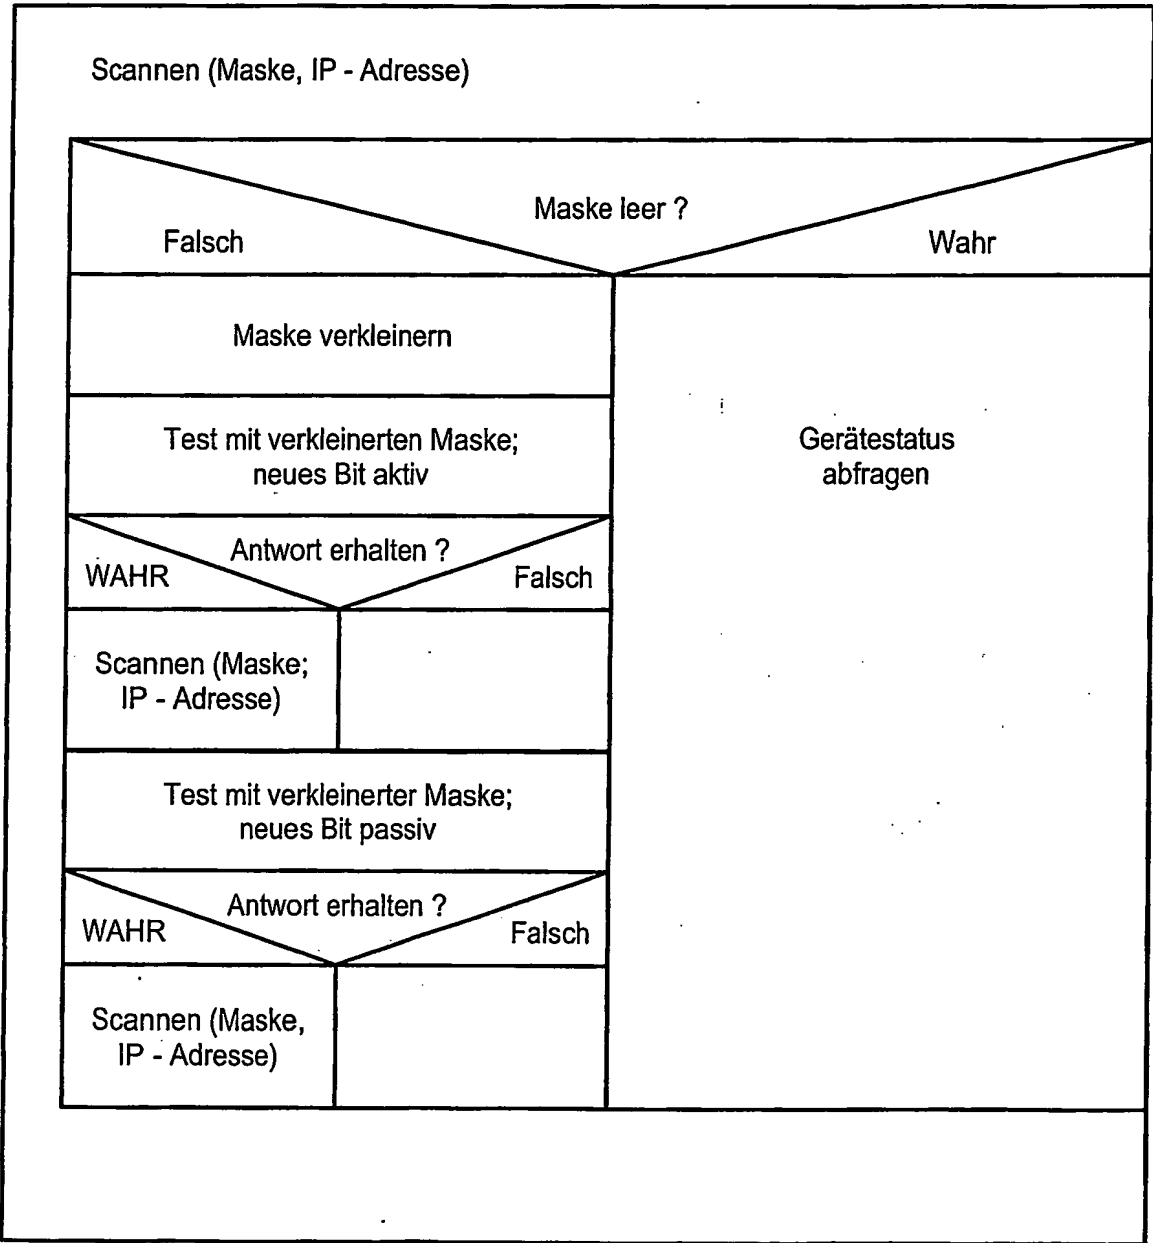 Scannen (Maske, IP - Adresse)
Maske leer ?
Falsch
Wahr
Maske verkleinern
Test mit verkleinerten Maske;
neues Bit aktiv
Gerätestatus
abfragen
Antwort erhalten ?
WAHR
Falsch
Scannen (Maske;
IP - Adresse)
Test mit verkleinerter Maske;
neues Bit passiv
Antwort erhalten ?
WAHR
Falsch
Scannen (Maske,
IP - Adresse)